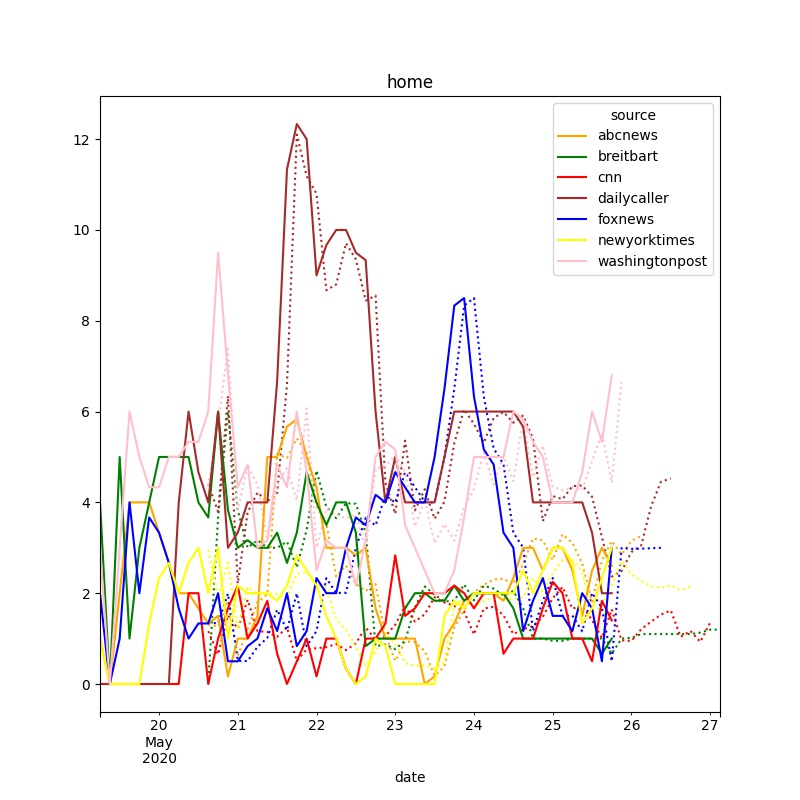 home
source
abcnews
breitbart
cnn
dailycaller
foxnews
newyorktimes
washingtonpost
12
10
8
6
4
2
0
20 21 22 23 24 25 26 27
May
2020
date